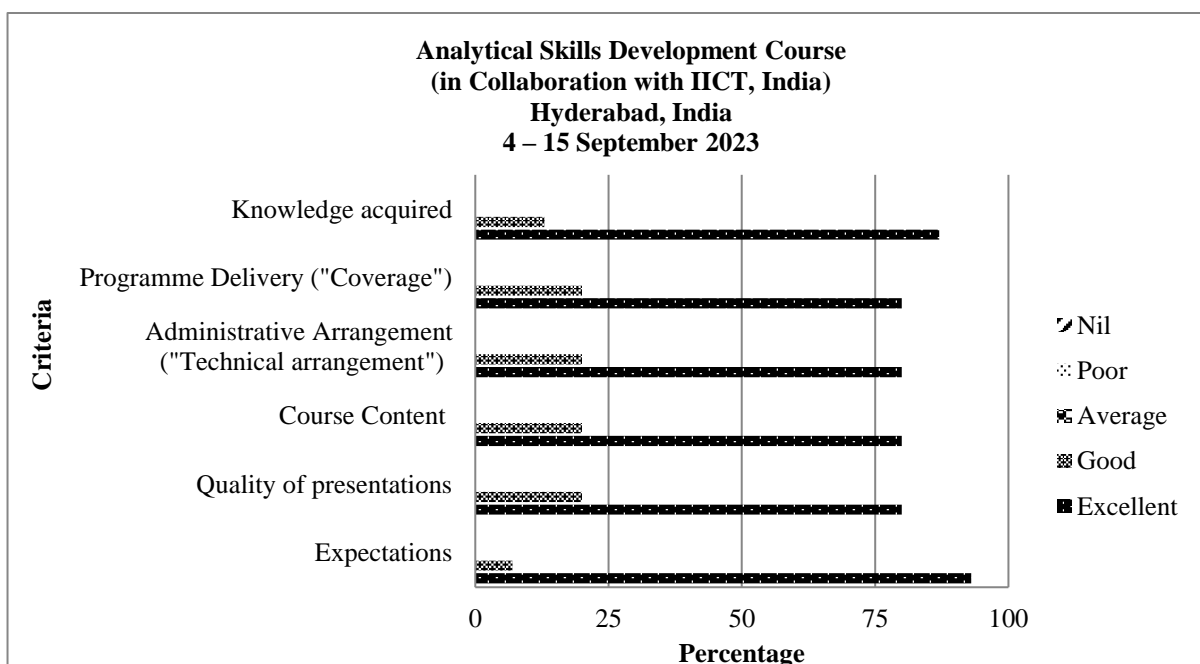 Analytical Skills Development Course
(in Collaboration with IICT, India)
Hyderabad, India
4 – 15 September 2023
Criteria
Knowledge acquired
Programme Delivery ("Coverage")
Administrative Arrangement
("Technical arrangement")
Course Content
Quality of presentations
Expectations
Nil
Poor
Average
Good
Excellent
0 25 50 75 100
Percentage